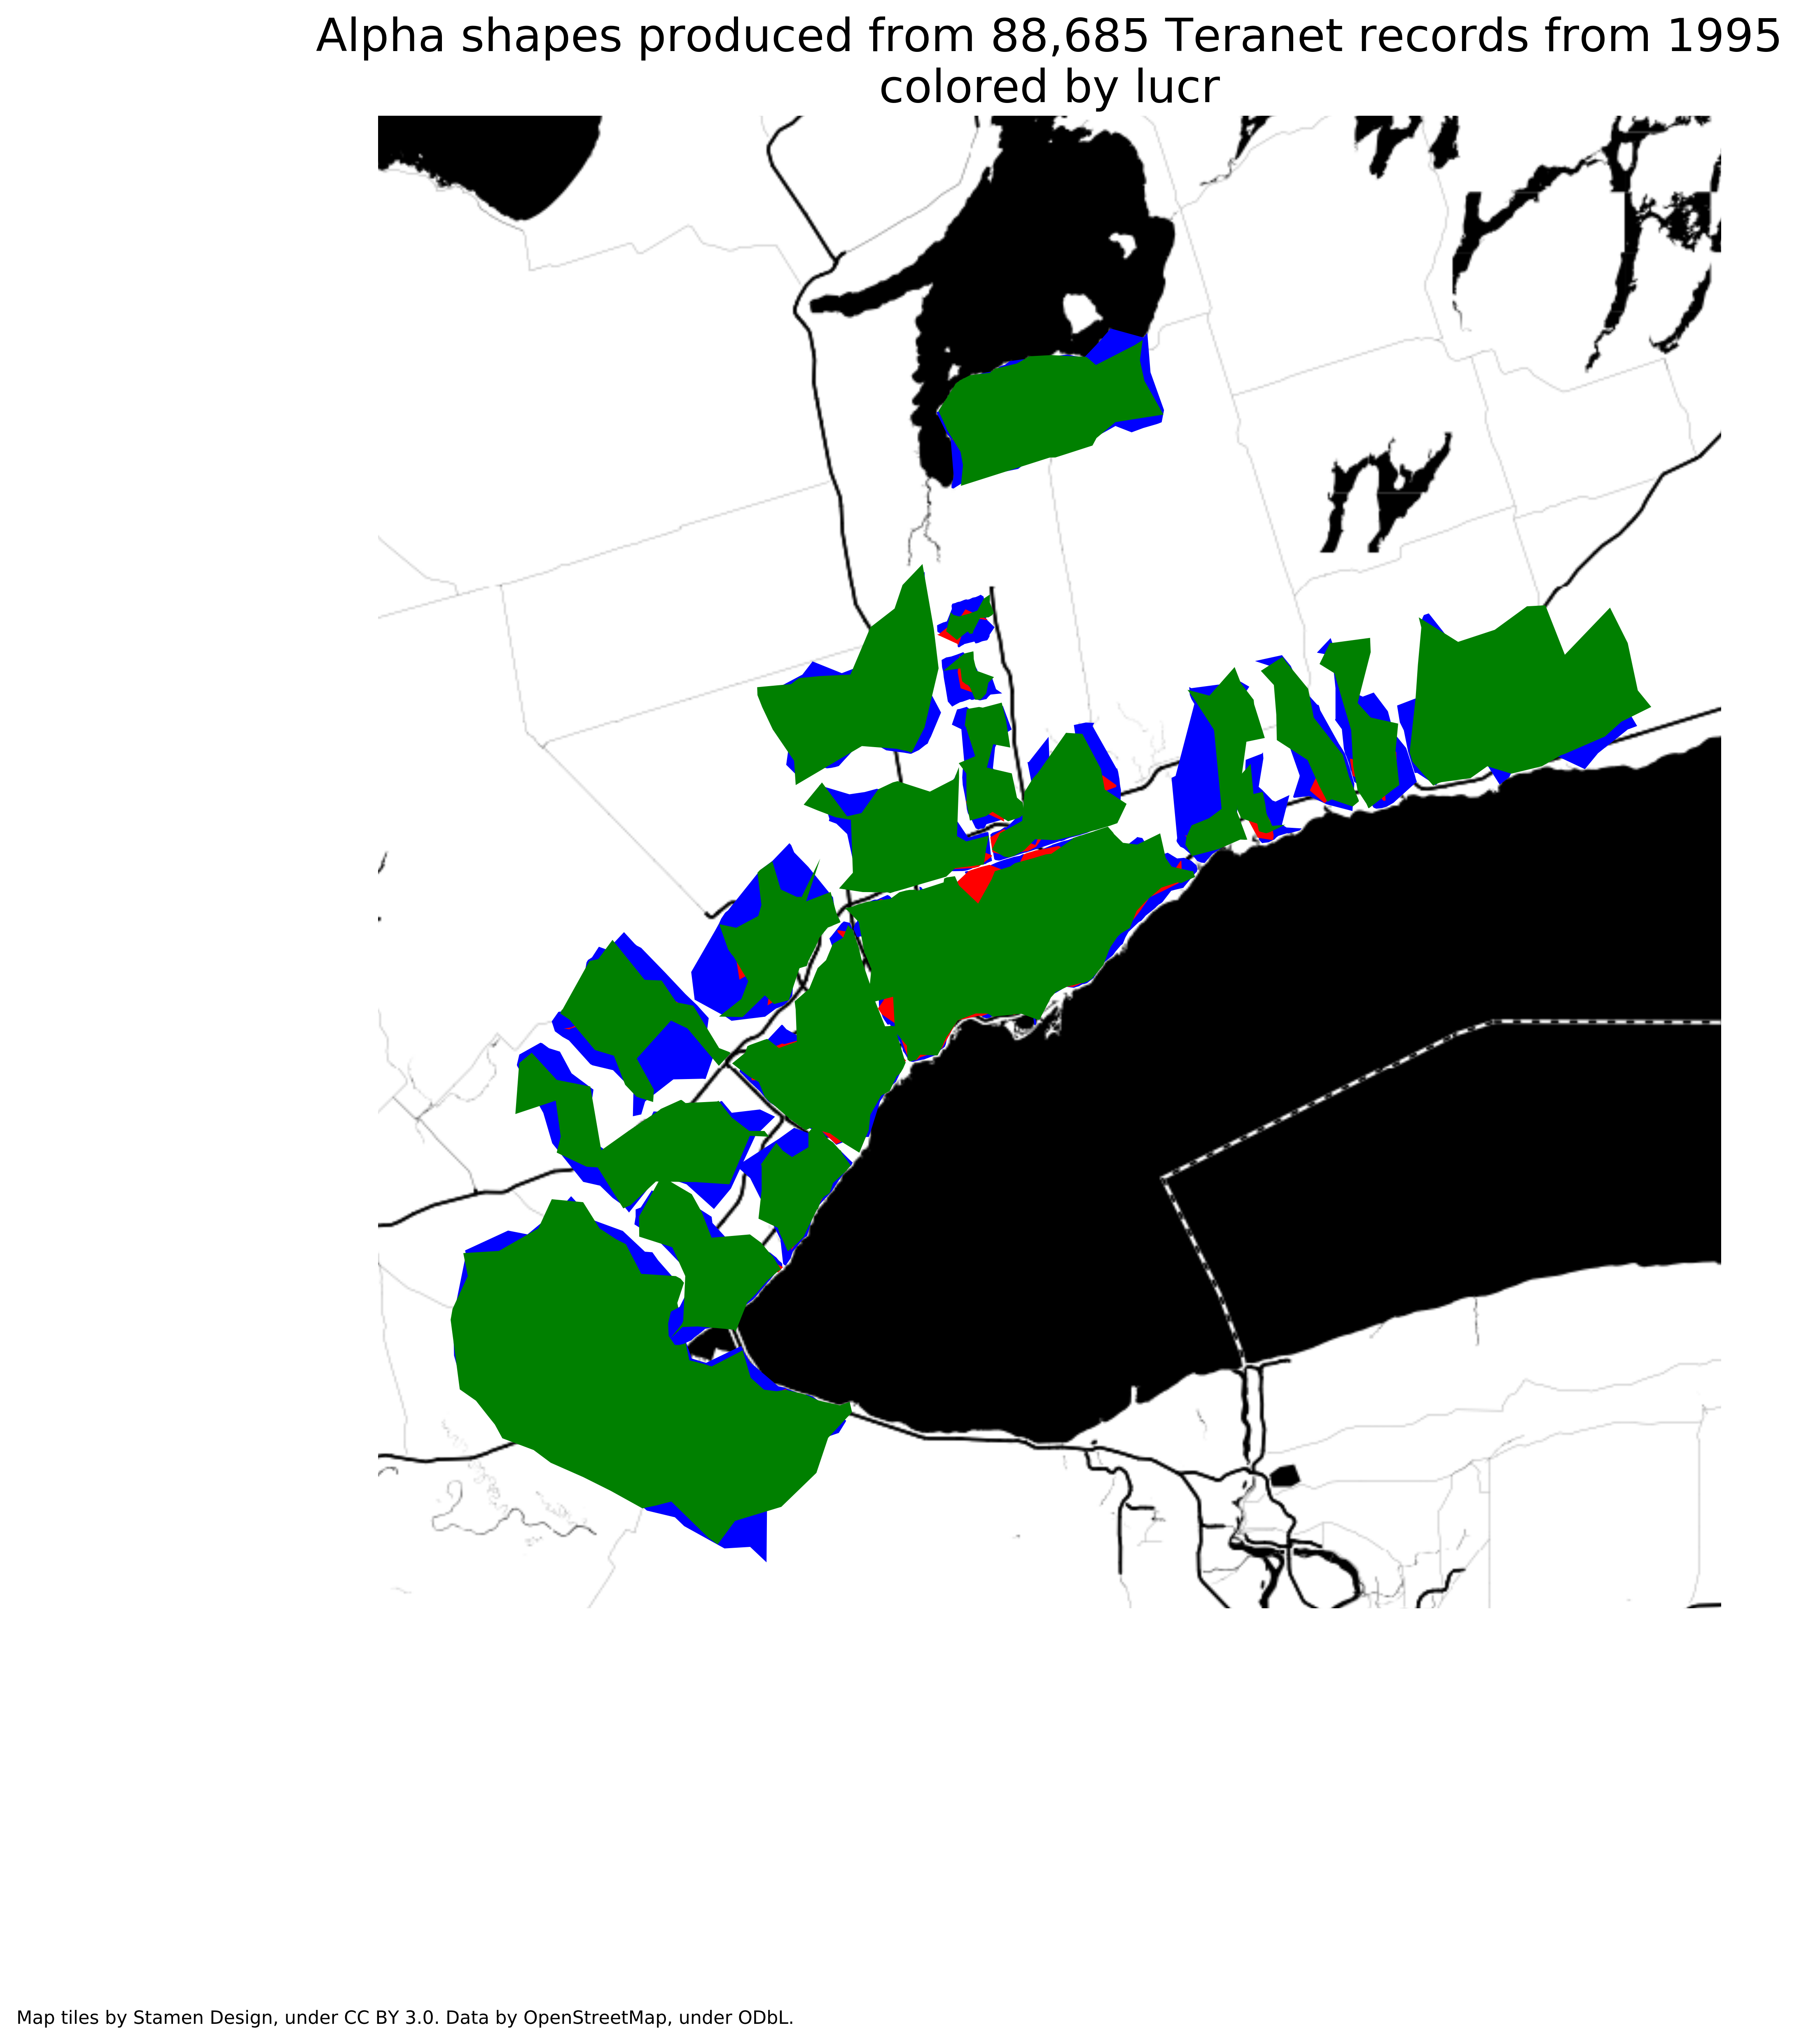 Alpha shapes produced from 88,685 Teranet records from 1995
colored by lucr
Map tiles by Stamen Design, under CC BY 3.0. Data by OpenStreetMap, under ODbL.